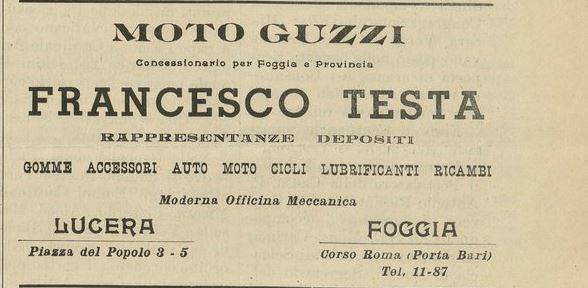 MOTO GUZZI
Concessionario per Foggia e Provincia
FRANCESCO TESTA
RAPPRESENTANZE DEPOSITI
GOMME ACCESSORI AUTO MOTO CICLI LUBRIFICANTI RICAMBI
Moderna Officina Meccanica
LUCERA
Piazza del Popolo 3 - 5
FOGGIA
Corso Roma (Porta Bari)
Tel. 11-87